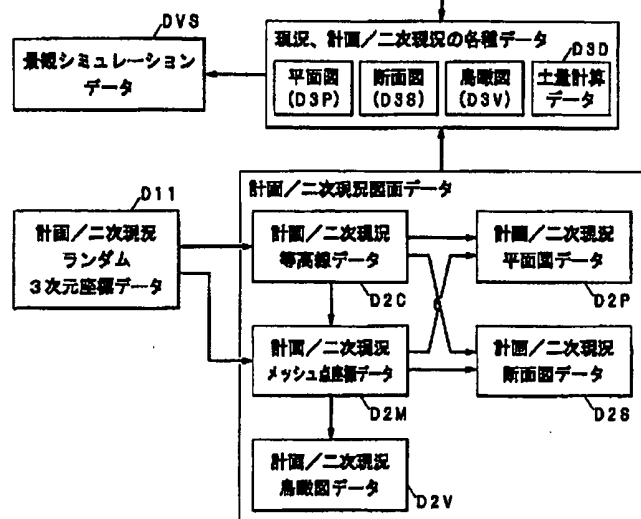 DVS
景観シミュレーション
データ
現況、計画／二次現況の各種データ
D3D
平面図
(D3P)
断面図
(D3S)
鳥瞰図
(D3V)
土量計算
データ
D11
計画／二次現況
ランダム
3次元座標データ
計画／二次現況図面データ
計画／二次現況
等高線データ
D2C
計画／二次現況
平面図データ
D2P
計画／二次現況
メッシュ点座標データ
D2M
計画／二次現況
断面図データ
D2S
計画／二次現況
鳥瞰図データ
D2V